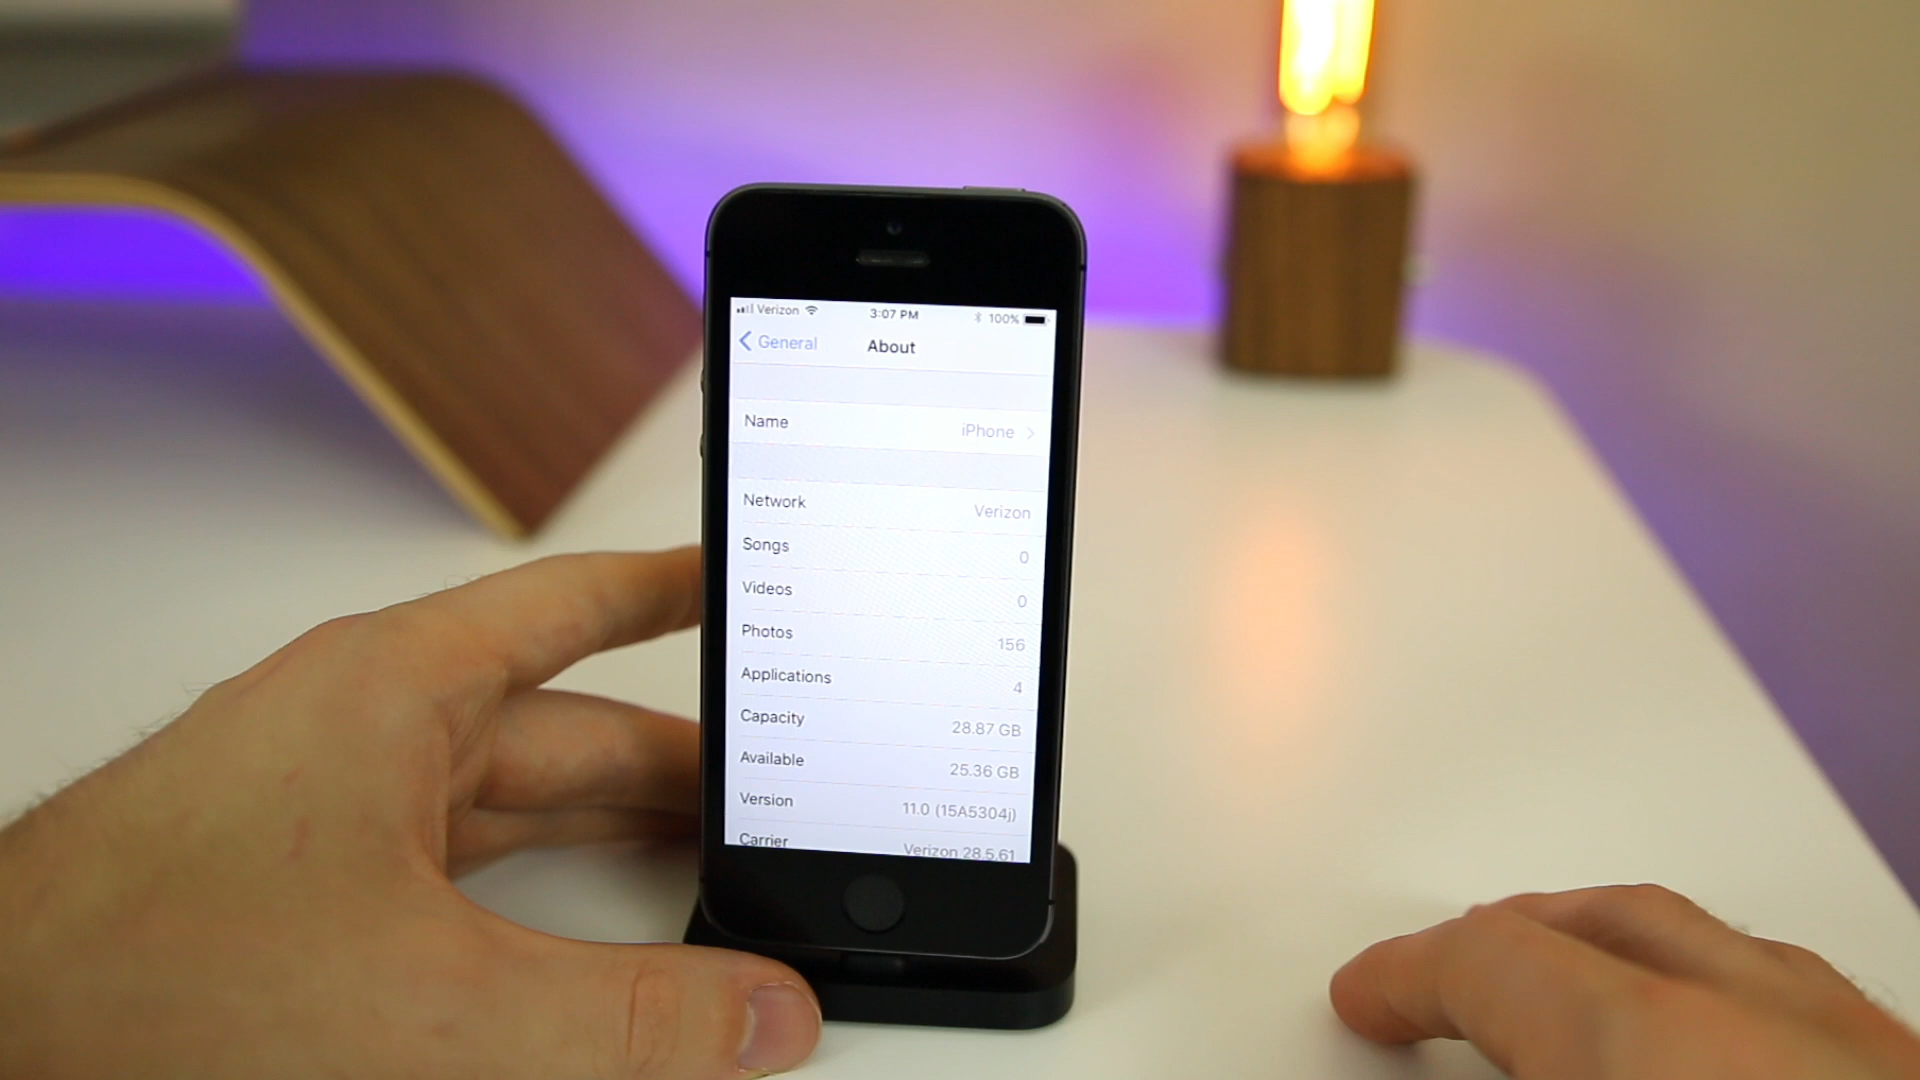 Verizon 3:07 PM 100%
General About
Name iPhone
Network Verizon
Songs 0
Videos 0
Photos 156
Applications 4
Capacity 28.87 GB
Available 25.36 GB
Version 11.0 (15A5304j)
Carrier Verizon 28.5.61